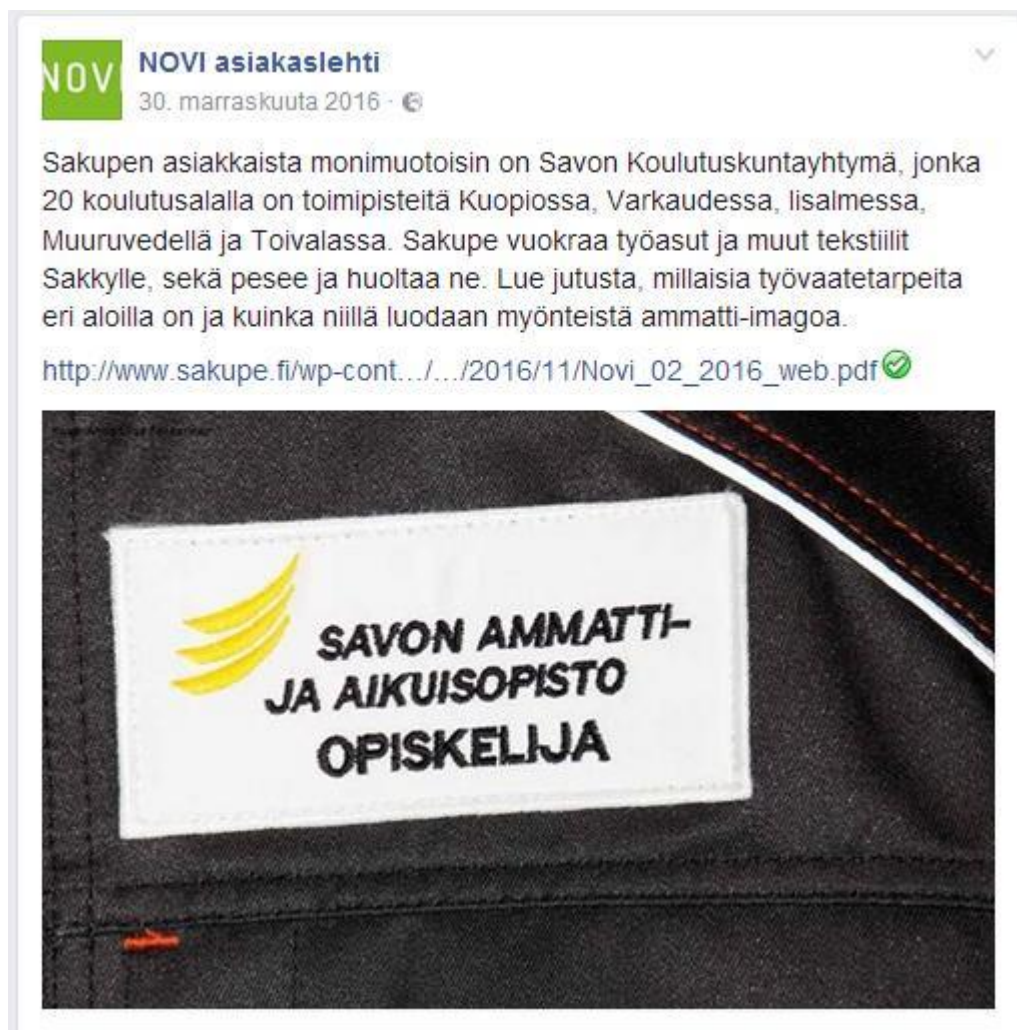 NOVI
NOVI asiakaslehti
30. marraskuuta 2016 ·
Sakupen asiakkaista monimuotoisin on Savon Koulutuskuntayhtymä, jonka
20 koulutusalalla on toimipisteitä Kuopiossa, Varkaudessa, Iisalmessa,
Muuruvedellä ja Toivalassa. Sakupe vuokraa työasut ja muut tekstiilit
Sakkylle, sekä pesee ja huoltaa ne. Lue jutusta, millaisia työvaatetarpeita
eri aloilla on ja kuinka niillä luodaan myönteistä ammatti-imagoa.
http://www.sakupe.fi/wp-cont.../.../2016/11/Novi_02_2016_web.pdf
SAVON AMMATTI-
JA AIKUISOPISTO
OPISKELIJA